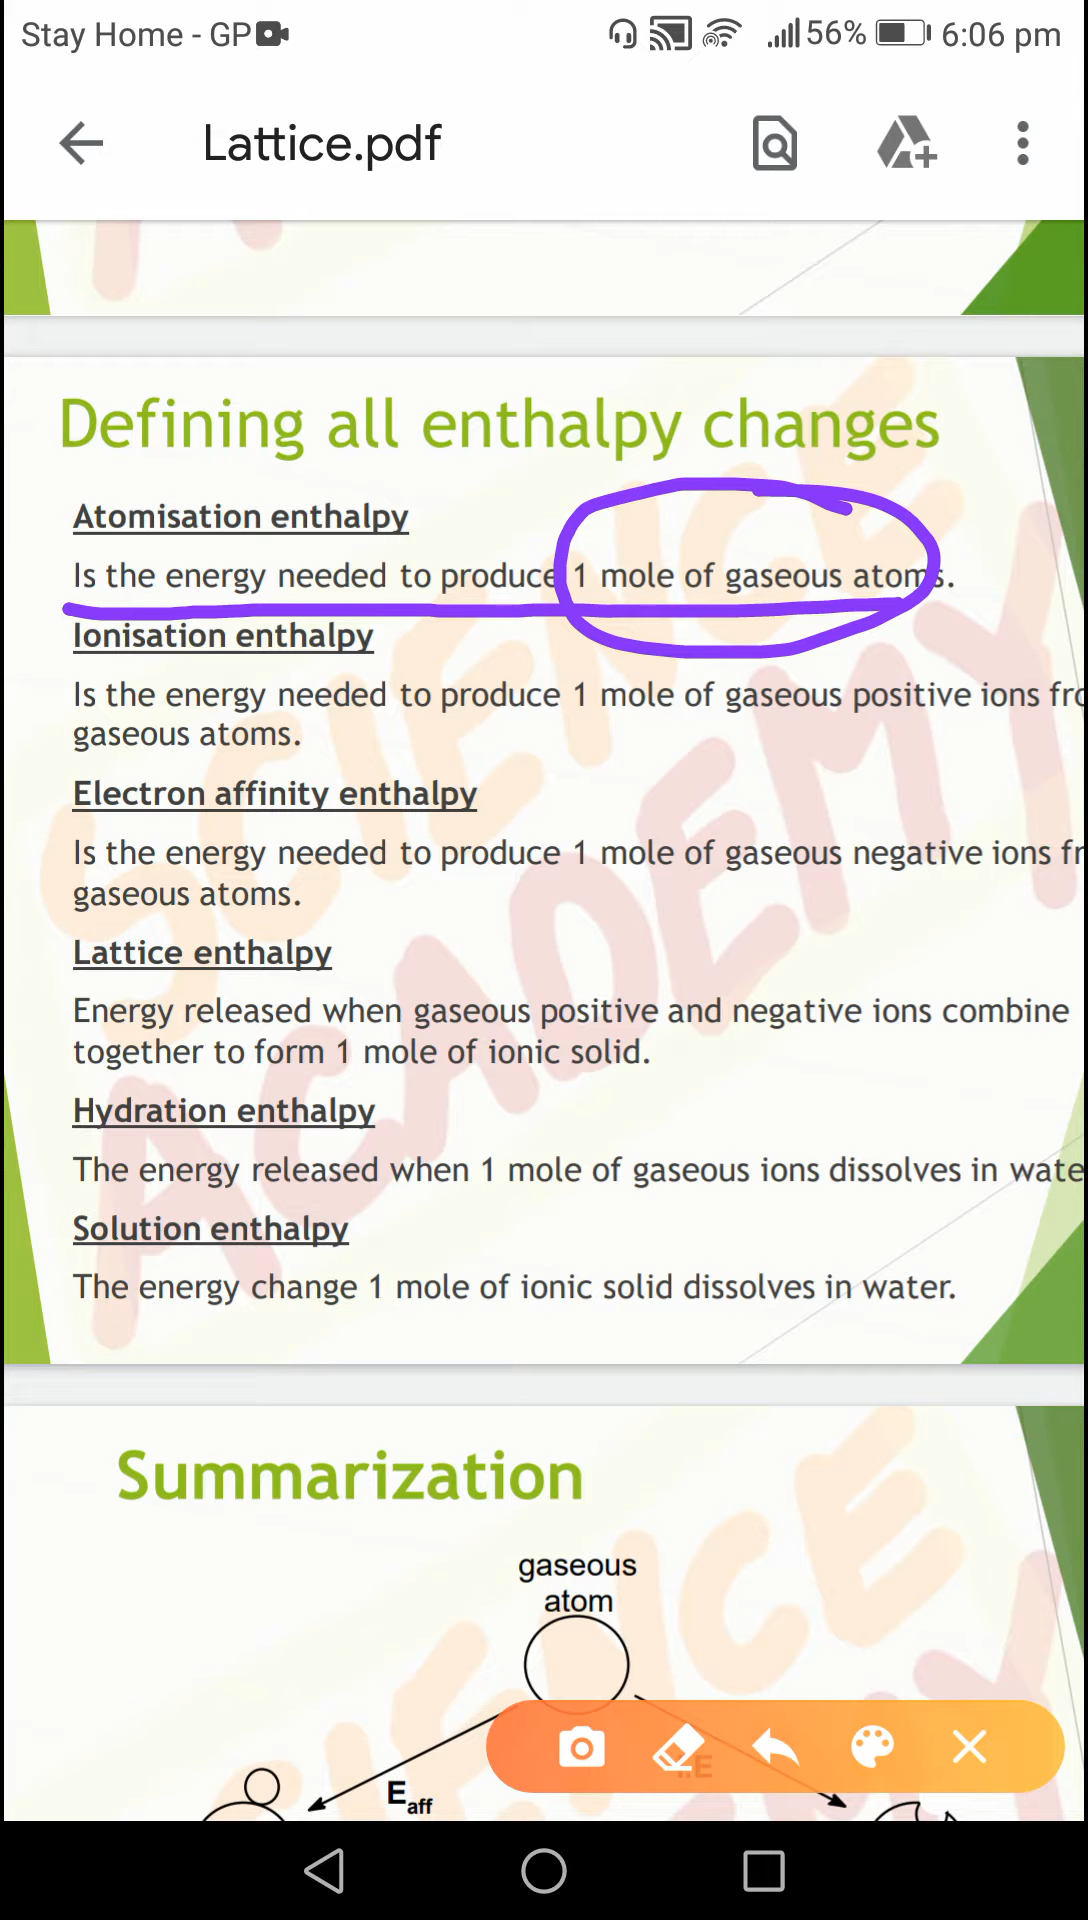 Stay Home - GP 56% 6:06 pm
Lattice.pdf
Defining all enthalpy changes
Atomisation enthalpy
Is the energy needed to produce 1 mole of gaseous atoms.
Ionisation enthalpy
Is the energy needed to produce 1 mole of gaseous positive ions
gaseous atoms.
Electron affinity enthalpy
Is the energy needed to produce 1 mole of gaseous negative ions
gaseous atoms.
Lattice enthalpy
Energy released when gaseous positive and negative ions combine
together to form 1 mole of ionic solid.
Hydration enthalpy
The energy released when 1 mole of gaseous ions dissolves in
Solution enthalpy
The energy change 1 mole of ionic solid dissolves in water.
SCIENCE
ACADEMY
Summarization
gaseous
atom
Eaff